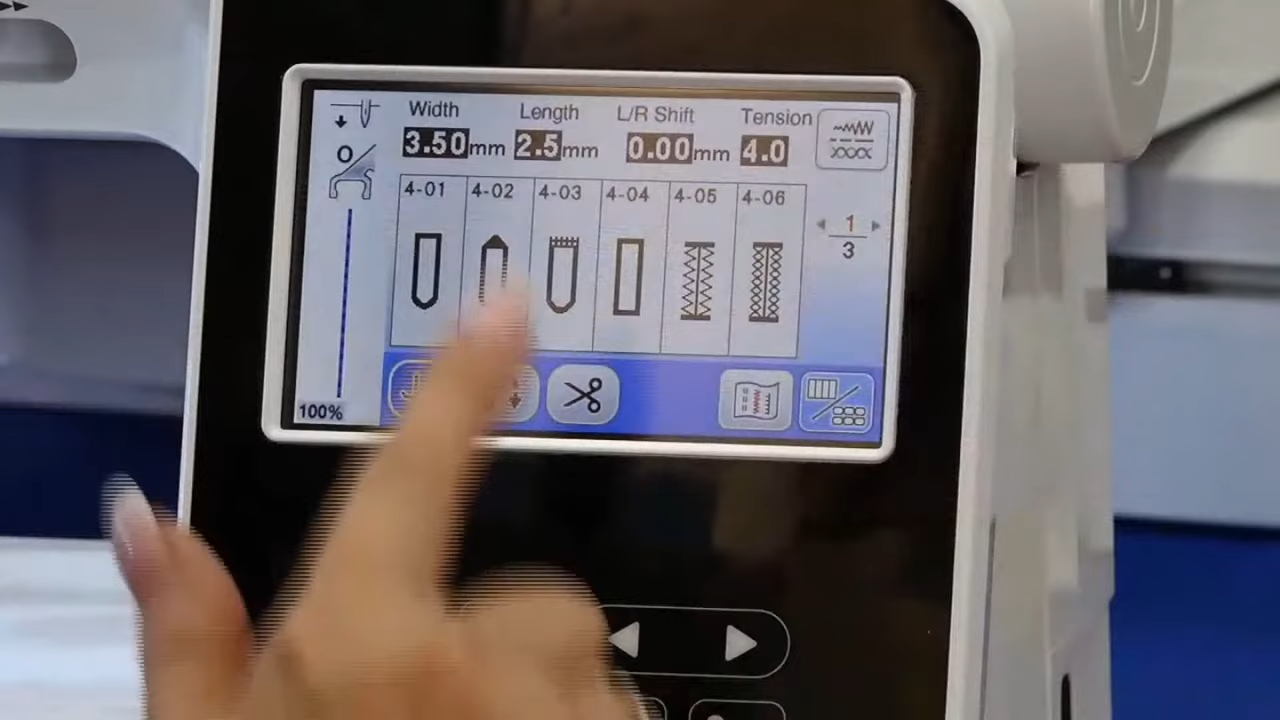 Width Length L/R Shift Tension
3.50mm 2.5mm 0.00mm 4.0
O
4-01 4-02 4-03 4-04 4-05 4-06
1
3
100%